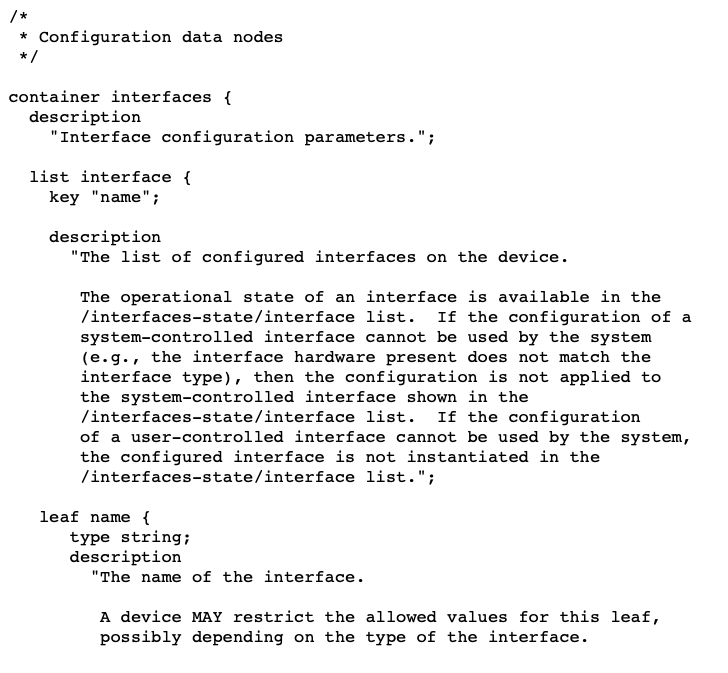 /*
 * Configuration data nodes
 */

container interfaces {
  description
    "Interface configuration parameters.";

  list interface {
    key "name";

    description
      "The list of configured interfaces on the device.

       The operational state of an interface is available in the
       /interfaces-state/interface list.  If the configuration of a
       system-controlled interface cannot be used by the system
       (e.g., the interface hardware present does not match the
       interface type), then the configuration is not applied to
       the system-controlled interface shown in the
       /interfaces-state/interface list.  If the configuration
       of a user-controlled interface cannot be used by the system,
       the configured interface is not instantiated in the
       /interfaces-state/interface list.";

   leaf name {
      type string;
      description
        "The name of the interface.

         A device MAY restrict the allowed values for this leaf,
         possibly depending on the type of the interface.